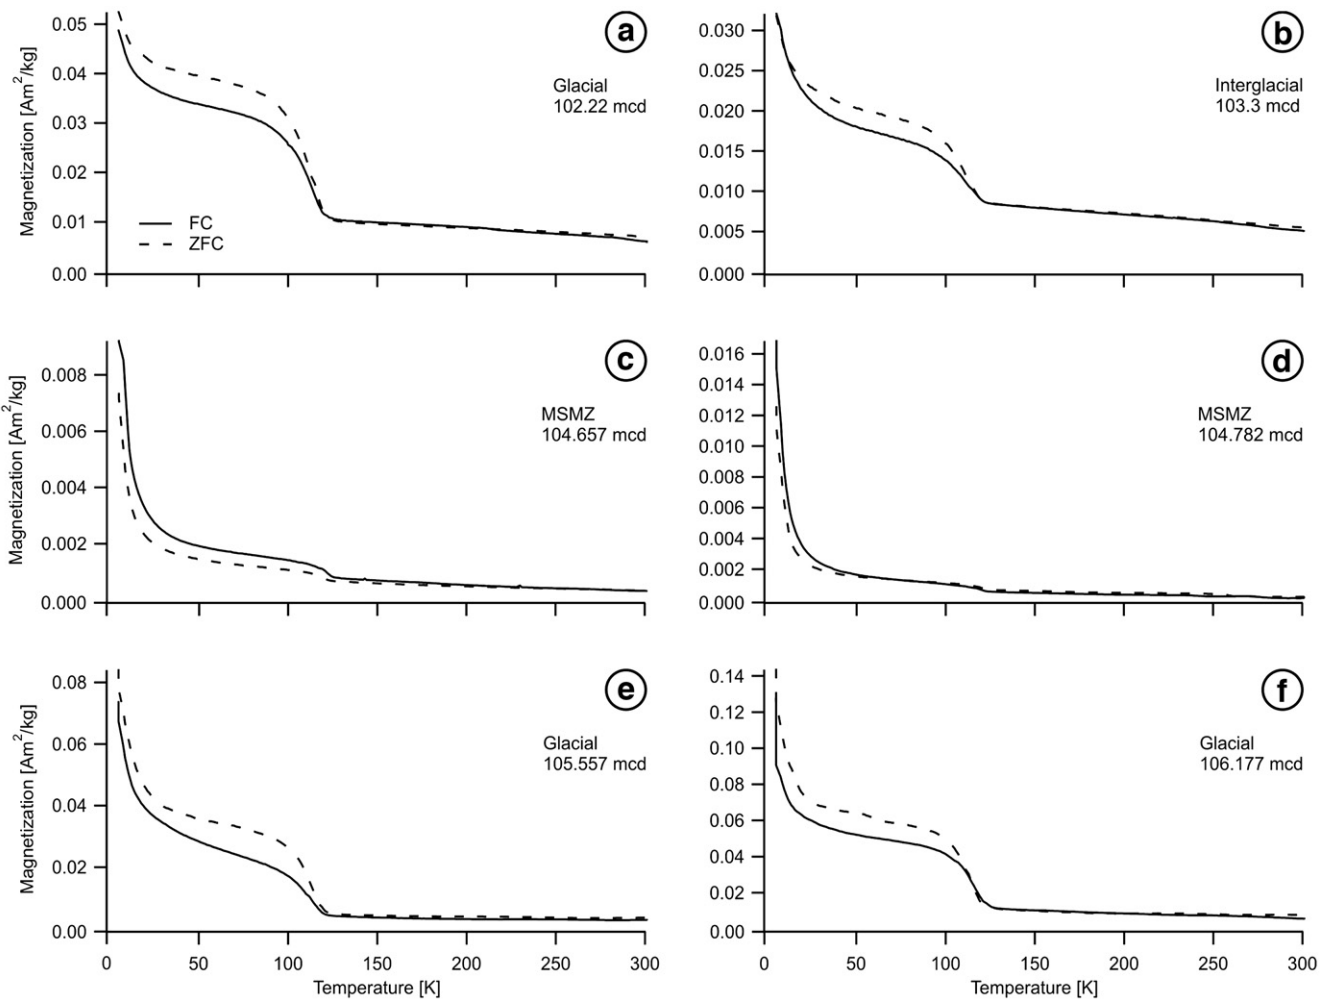 a
Glacial
102.22 mcd
Magnetization [Am²/kg]
0.05
0.04
0.03
0.02
0.01
0.00
FC
ZFC
b
Interglacial
103.3 mcd
0.030
0.025
0.020
0.015
0.010
0.005
0.000
c
MSMZ
104.657 mcd
Magnetization [Am²/kg]
0.008
0.006
0.004
0.002
0.000
d
MSMZ
104.782 mcd
0.016
0.014
0.012
0.010
0.008
0.006
0.004
0.002
0.000
e
Glacial
105.557 mcd
Magnetization [Am²/kg]
0.08
0.06
0.04
0.02
0.00
0 50 100 150 200 250 300
Temperature [K]
f
Glacial
106.177 mcd
0.14
0.12
0.10
0.08
0.06
0.04
0.02
0.00
0 50 100 150 200 250 300
Temperature [K]